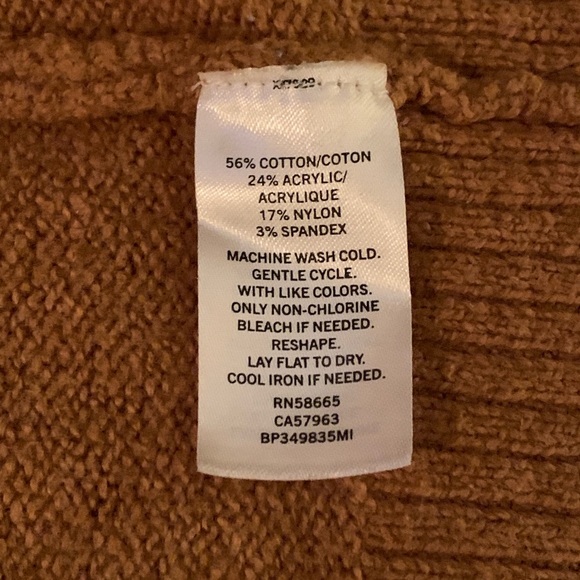 56% COTTON/COTON
24% ACRYLIC/
ACRYLIQUE
17% NYLON
3% SPANDEX
MACHINE WASH COLD.
GENTLE CYCLE.
WITH LIKE COLORS.
ONLY NON-CHLORINE
BLEACH IF NEEDED.
RESHAPE.
LAY FLAT TO DRY.
COOL IRON IF NEEDED.
RN58665
CA57963
BP349835MI